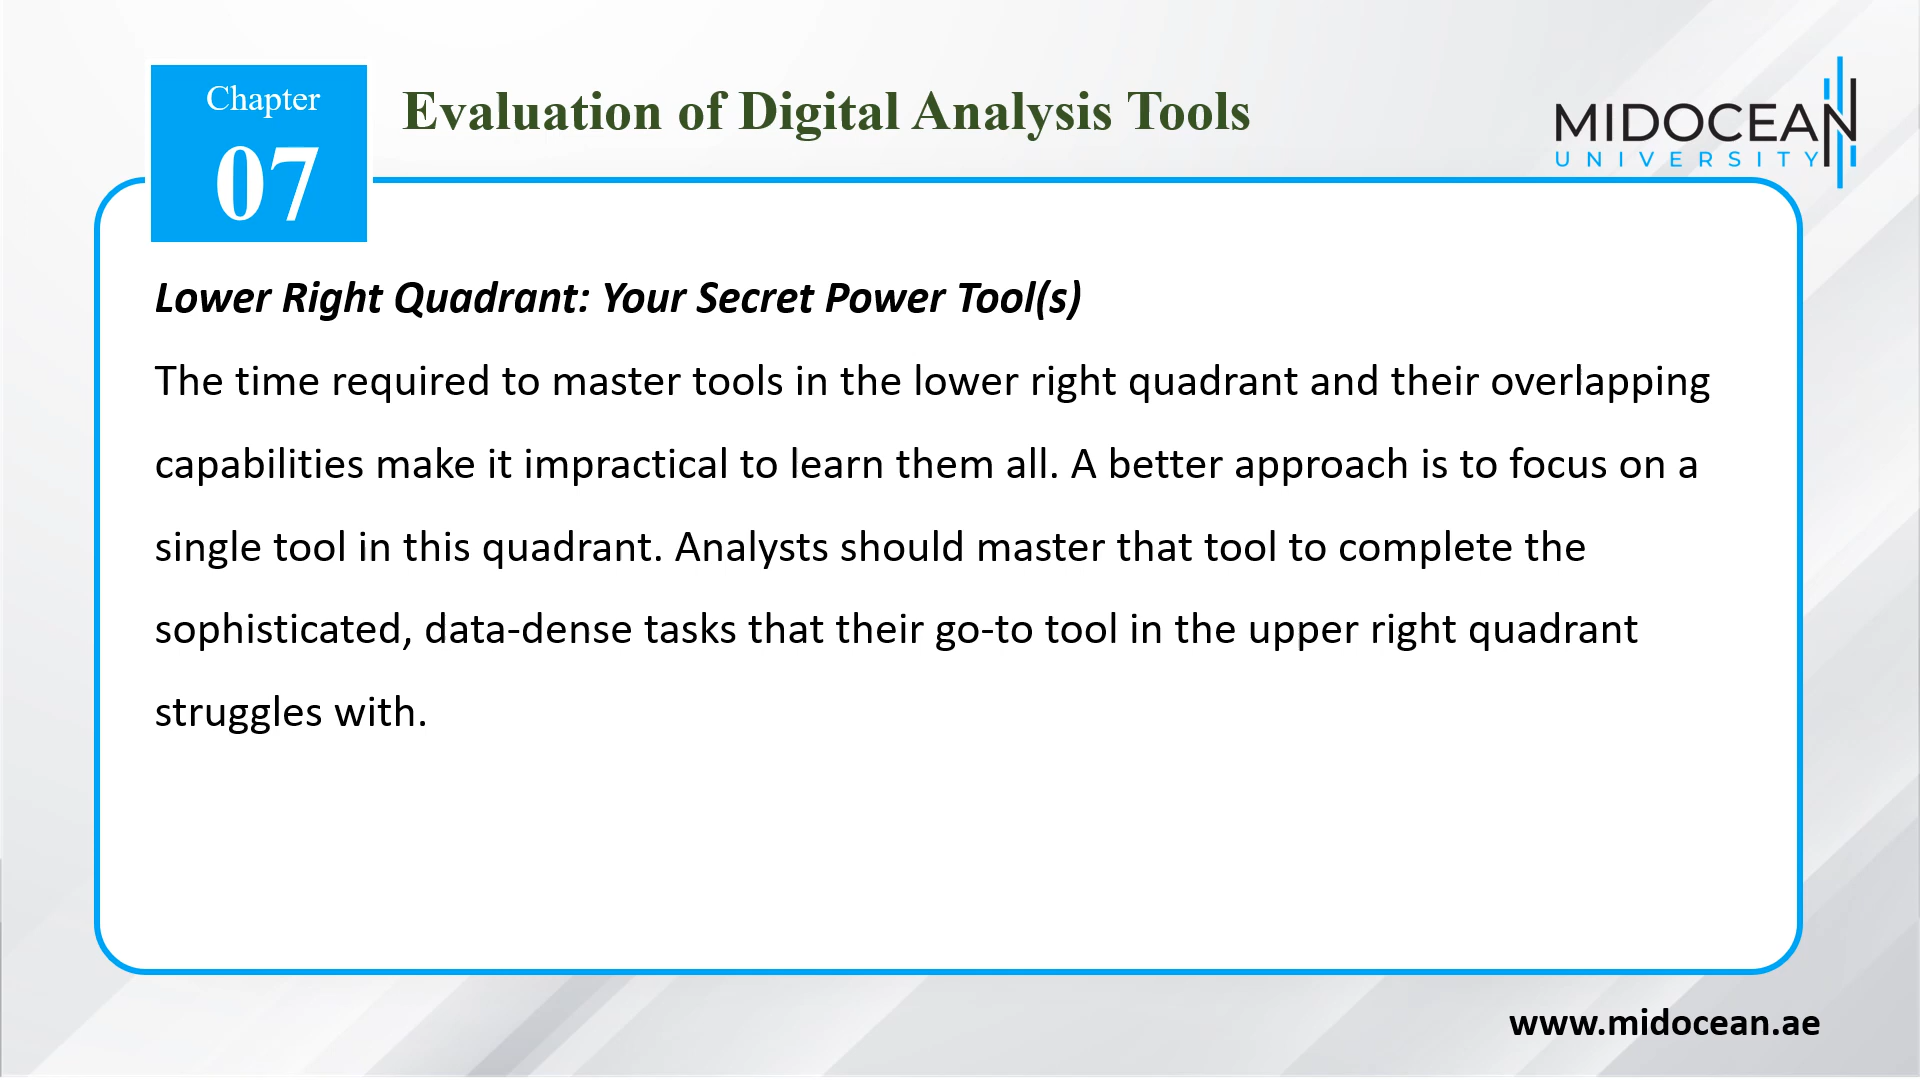 Chapter
07
Evaluation of Digital Analysis Tools
MIDOCEAN
UNIVERSITY
Lower Right Quadrant: Your Secret Power Tool(s)
The time required to master tools in the lower right quadrant and their overlapping
capabilities make it impractical to learn them all. A better approach is to focus on a
single tool in this quadrant. Analysts should master that tool to complete the
sophisticated, data-dense tasks that their go-to tool in the upper right quadrant
struggles with.
www.midocean.ae